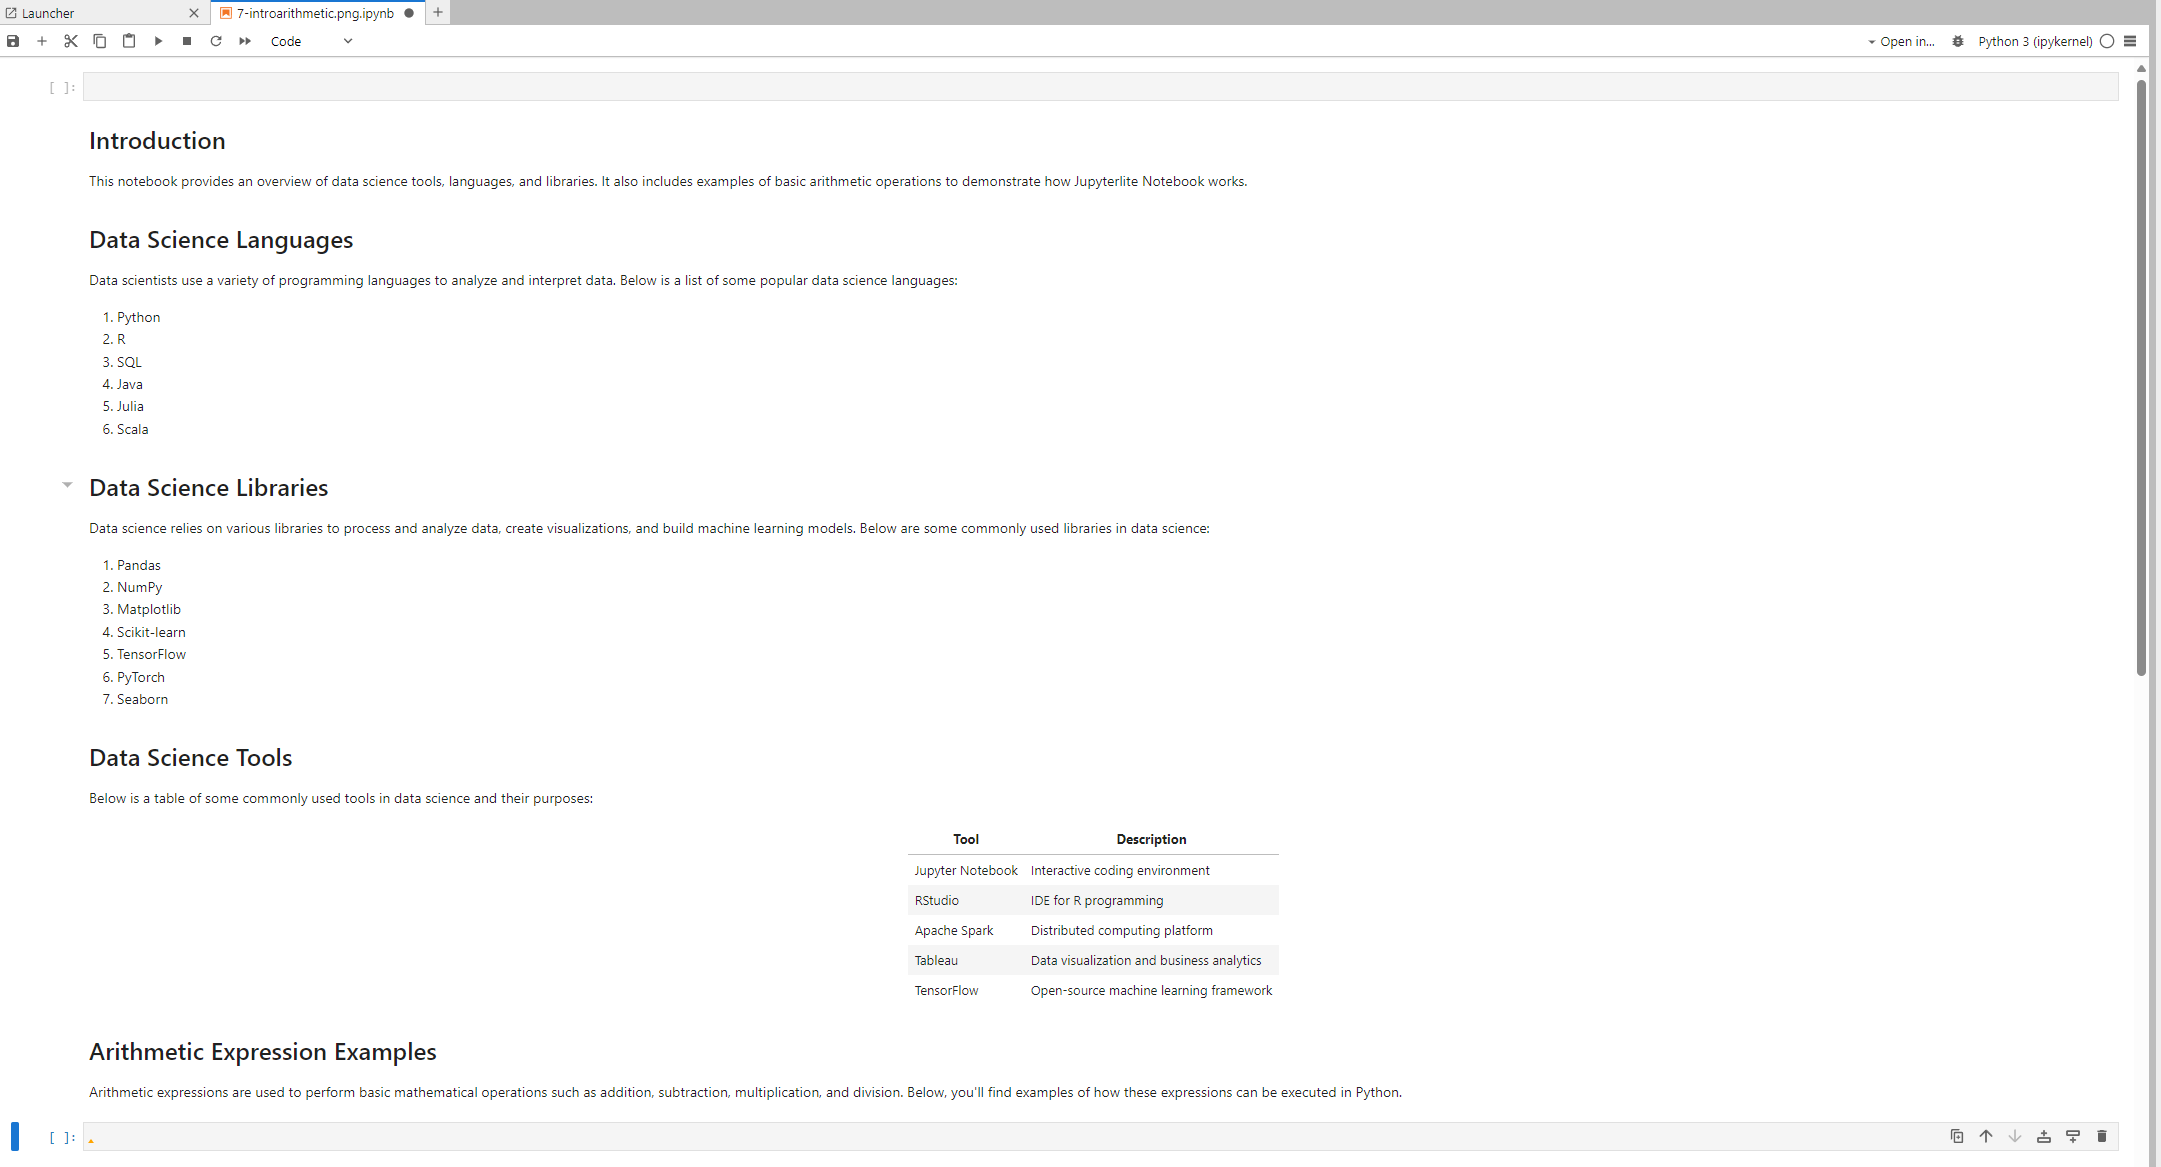 Launcher
7-introarithmetic.png.ipynb
Code
Open in...
Python 3 (ipykernel)
[ ]:
Introduction
This notebook provides an overview of data science tools, languages, and libraries. It also includes examples of basic arithmetic operations to demonstrate how Jupyterlite Notebook works.
Data Science Languages
Data scientists use a variety of programming languages to analyze and interpret data. Below is a list of some popular data science languages:
1. Python
2. R
3. SQL
4. Java
5. Julia
6. Scala
Data Science Libraries
Data science relies on various libraries to process and analyze data, create visualizations, and build machine learning models. Below are some commonly used libraries in data science:
1. Pandas
2. NumPy
3. Matplotlib
4. Scikit-learn
5. TensorFlow
6. PyTorch
7. Seaborn
Data Science Tools
Below is a table of some commonly used tools in data science and their purposes:
Tool Description
Jupyter Notebook Interactive coding environment
RStudio IDE for R programming
Apache Spark Distributed computing platform
Tableau Data visualization and business analytics
TensorFlow Open-source machine learning framework
Arithmetic Expression Examples
Arithmetic expressions are used to perform basic mathematical operations such as addition, subtraction, multiplication, and division. Below, you'll find examples of how these expressions can be executed in Python.
[ ]: